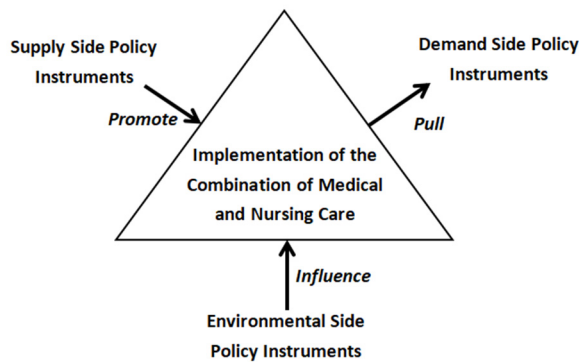 Supply Side Policy
Instruments
Promote
Demand Side Policy
Instruments
Pull
Implementation of the
Combination of Medical
and Nursing Care
Influence
Environmental Side
Policy Instruments